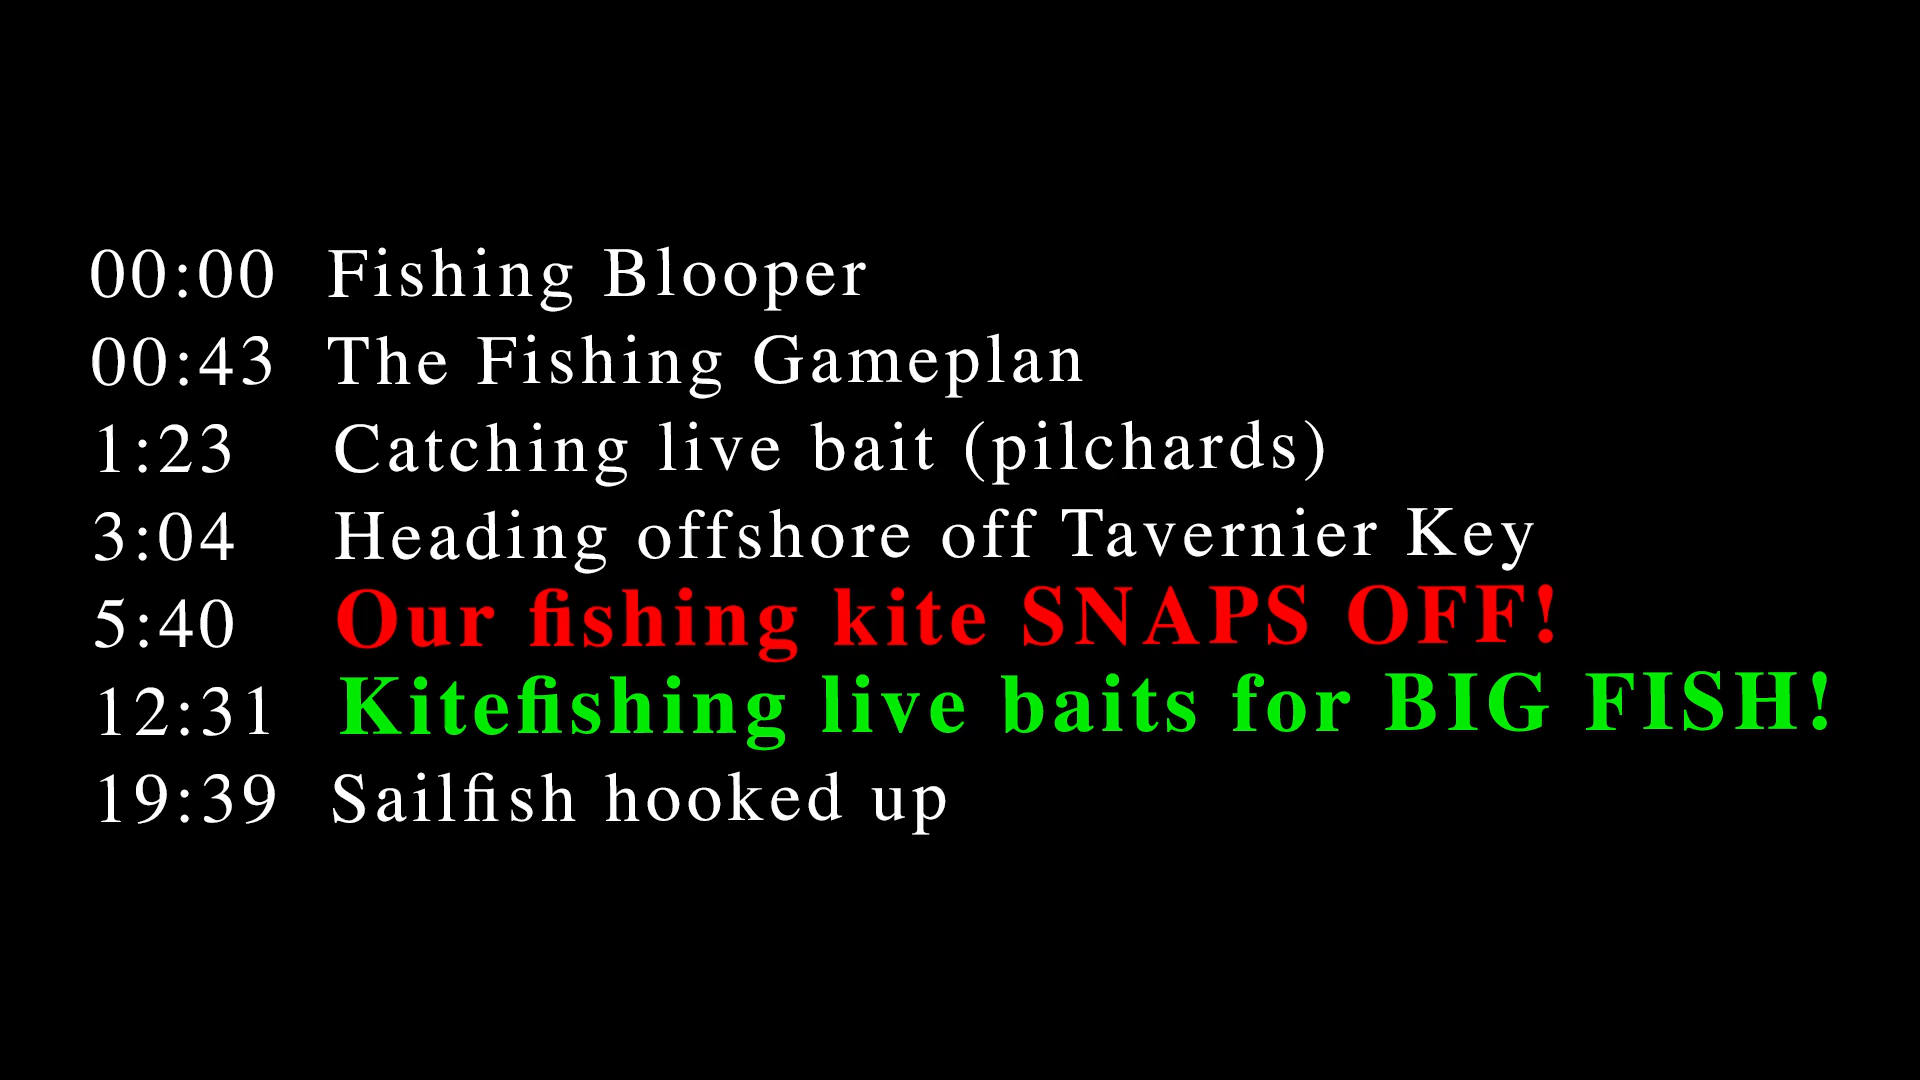 00:00 Fishing Blooper
00:43 The Fishing Gameplan
1:23 Catching live bait (pilchards)
3:04 Heading offshore off Tavernier Key
5:40 Our fishing kite SNAPS OFF!
12:31 Kitefishing live baits for BIG FISH!
19:39 Sailfish hooked up